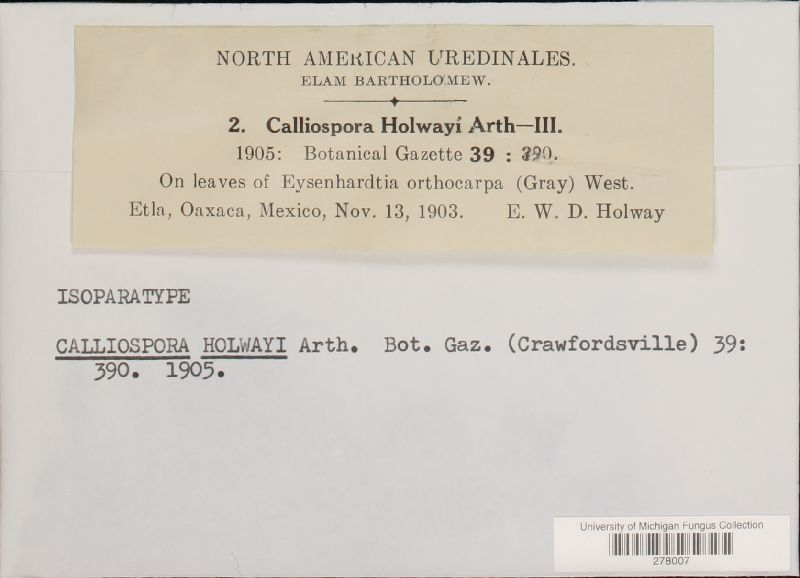 NORTH AMERICAN UREDINALES.
ELAM BARTHOLOMEW.
2. Calliospora Holwayi Arth—III.
1905: Botanical Gazette 39 : 390.
On leaves of Eysenhardtia orthocarpa (Gray) West.
Etla, Oaxaca, Mexico, Nov. 13, 1903. E. W. D. Holway
ISOPARATYPE
CALLIOSPORA HOLWAYI Arth. Bot. Gaz. (Crawfordsville) 39:
390. 1905.
University of Michigan Fungus Collection
278007